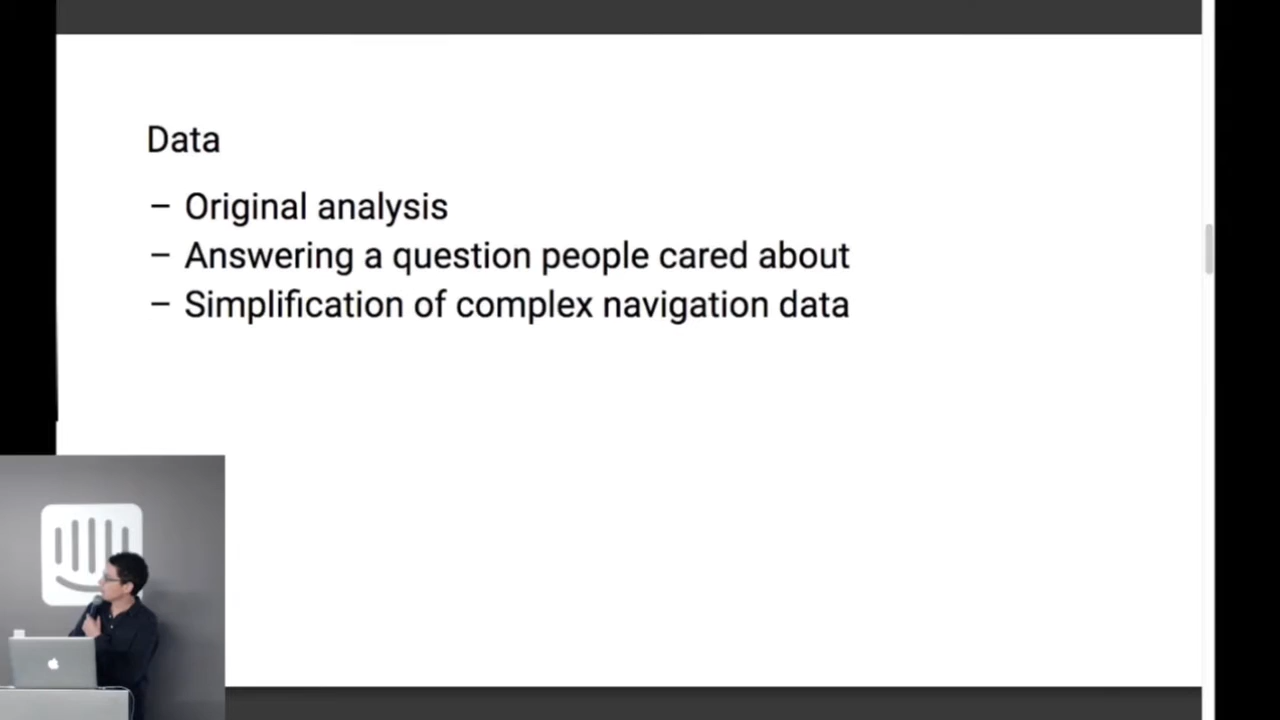 Data
– Original analysis
– Answering a question people cared about
– Simplification of complex navigation data